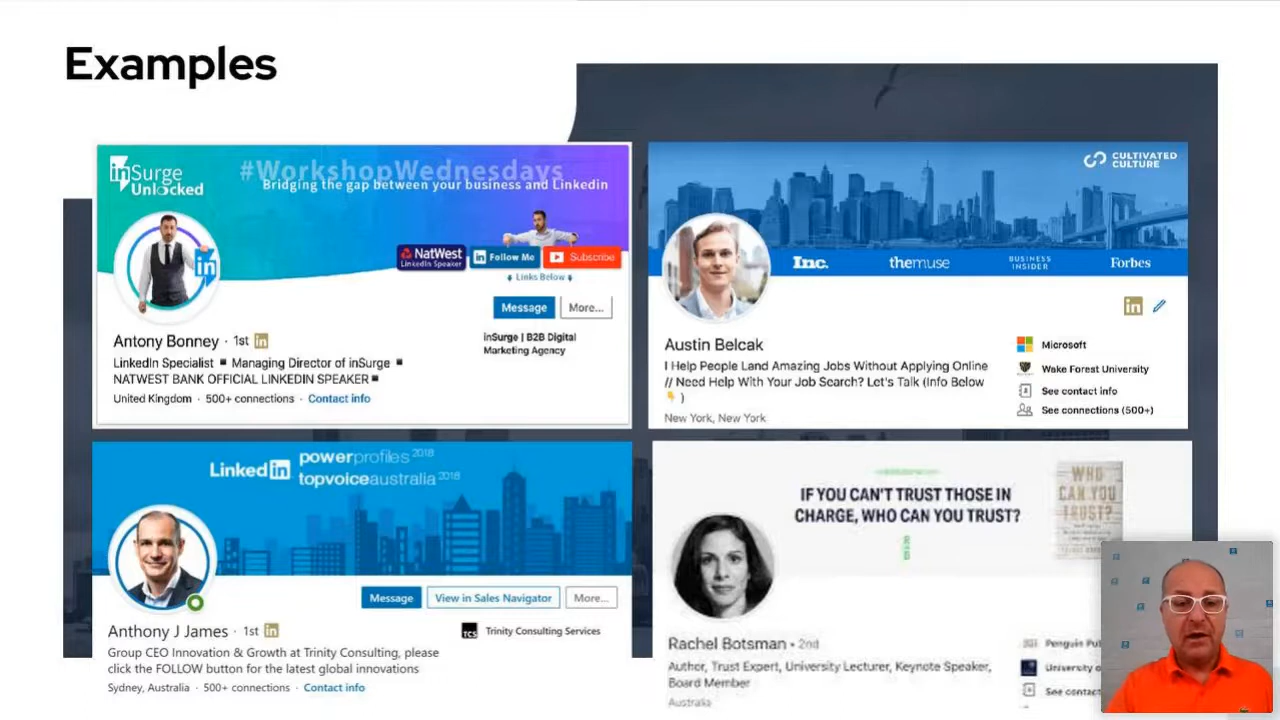 Examples
inSurge
Unlocked
#WorkshopWednesdays
Bridging the gap between your business and Linkedin
NatWest
LinkedIn Speaker
in Follow Me
Subscribe
Links Below
Message
More...
Antony Bonney · 1st in
inSurge | B2B Digital
Marketing Agency
LinkedIn Specialist ◾ Managing Director of inSurge ◾
NATWEST BANK OFFICIAL LINKEDIN SPEAKER◾
United Kingdom · 500+ connections · Contact info
CULTIVATED
CULTURE
Inc.
themuse
BUSINESS
INSIDER
Forbes
in
Austin Belcak
I Help People Land Amazing Jobs Without Applying Online
// Need Help With Your Job Search? Let's Talk (Info Below
👇 )
New York, New York
Microsoft
Wake Forest University
See contact info
See connections (500+)
Linked in
powerprofiles 2018
topvoiceaustralia 2018
Message
View in Sales Navigator
More...
Anthony J James · 1st in
TCS Trinity Consulting Services
Group CEO Innovation & Growth at Trinity Consulting, please
click the FOLLOW button for the latest global innovations
Sydney, Australia · 500+ connections · Contact info
IF YOU CAN'T TRUST THOSE IN
CHARGE, WHO CAN YOU TRUST?
WHO
CAN YOU
TRUST?
Rachel Botsman • 2nd
Author, Trust Expert, University Lecturer, Keynote Speaker,
Board Member
Australia
Penguin Pu
University o
See contact